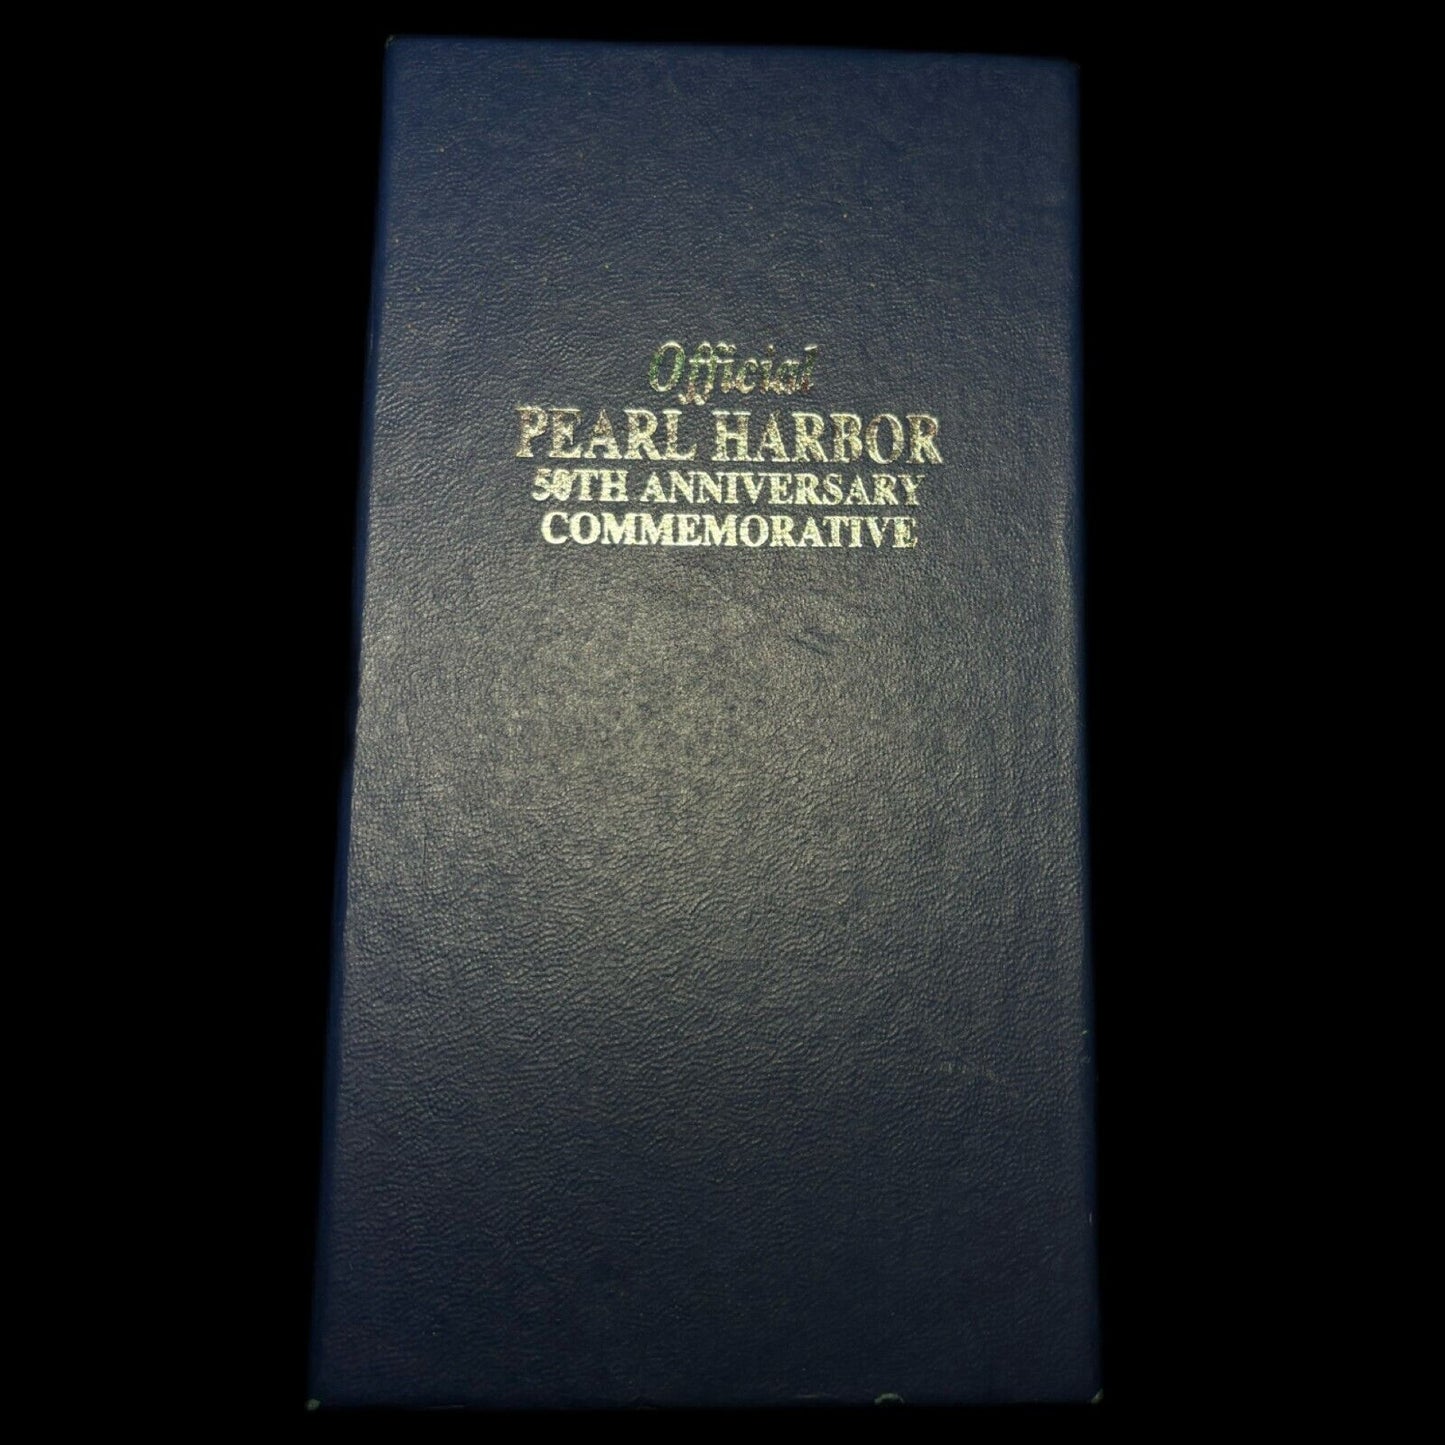 Official
PEARL HARBOR
50TH ANNIVERSARY
COMMEMORATIVE